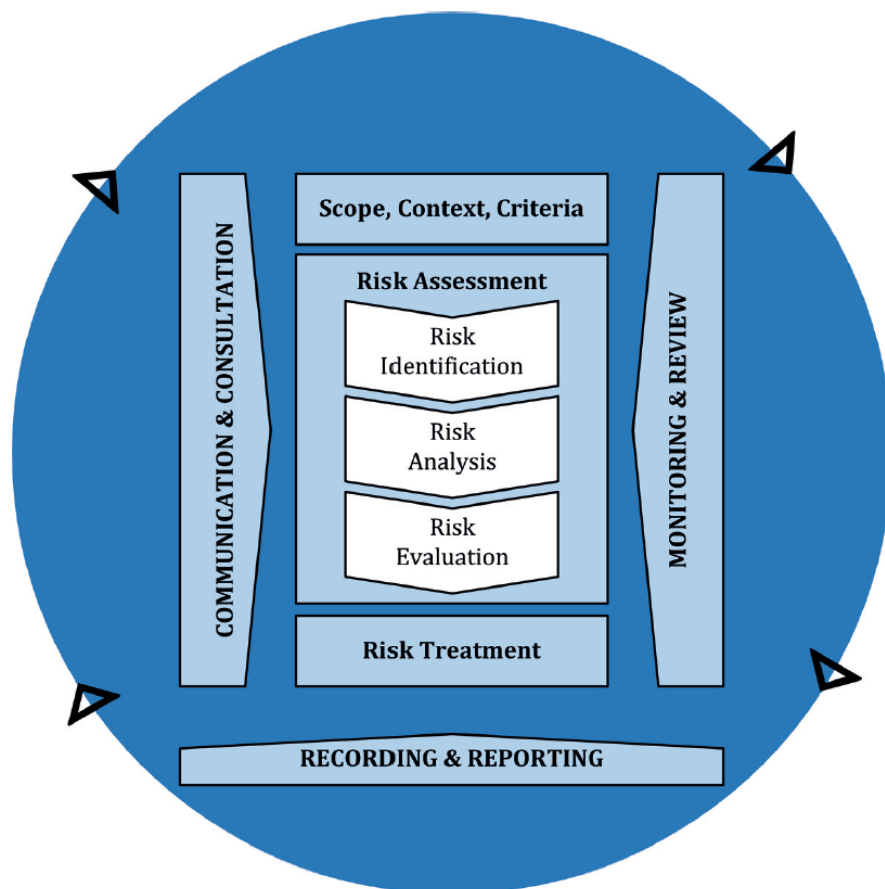 Scope, Context, Criteria
Risk Assessment
Risk
Identification
Risk
Analysis
Risk
Evaluation
Risk Treatment
COMMUNICATION & CONSULTATION
MONITORING & REVIEW
RECORDING & REPORTING